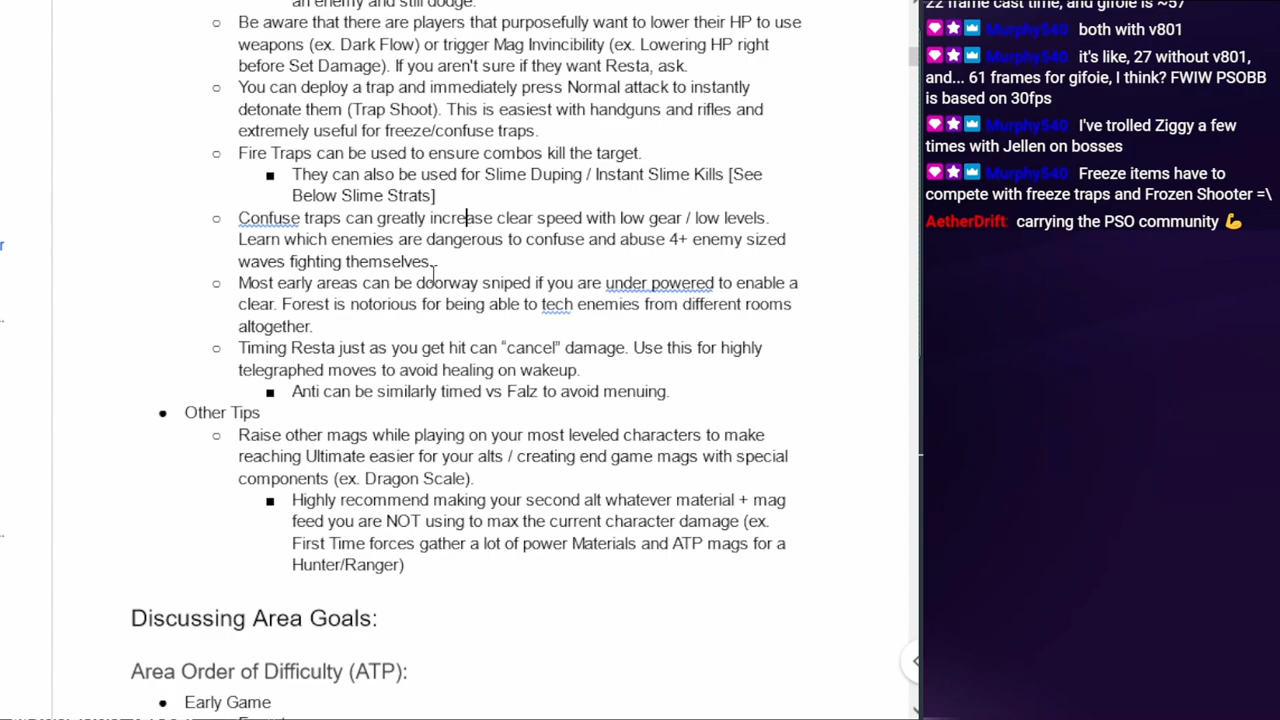 an enemy and still dodge.
○ Be aware that there are players that purposefully want to lower their HP to use
weapons (ex. Dark Flow) or trigger Mag Invincibility (ex. Lowering HP right
before Set Damage). If you aren't sure if they want Resta, ask.
○ You can deploy a trap and immediately press Normal attack to instantly
detonate them (Trap Shoot). This is easiest with handguns and rifles and
extremely useful for freeze/confuse traps.
○ Fire Traps can be used to ensure combos kill the target.
■ They can also be used for Slime Duping / Instant Slime Kills [See
Below Slime Strats]
○ Confuse traps can greatly increase clear speed with low gear / low levels.
Learn which enemies are dangerous to confuse and abuse 4+ enemy sized
waves fighting themselves.
○ Most early areas can be doorway sniped if you are under powered to enable a
clear. Forest is notorious for being able to tech enemies from different rooms
altogether.
○ Timing Resta just as you get hit can “cancel” damage. Use this for highly
telegraphed moves to avoid healing on wakeup.
■ Anti can be similarly timed vs Falz to avoid menuing.
● Other Tips
○ Raise other mags while playing on your most leveled characters to make
reaching Ultimate easier for your alts / creating end game mags with special
components (ex. Dragon Scale).
■ Highly recommend making your second alt whatever material + mag
feed you are NOT using to max the current character damage (ex.
First Time forces gather a lot of power Materials and ATP mags for a
Hunter/Ranger)
Discussing Area Goals:
Area Order of Difficulty (ATP):
● Early Game
22 frame cast time, and gifoie is ~57
Murphy540 both with v801
Murphy540 it's like, 27 without v801,
and... 61 frames for gifoie, I think? FWIW PSOBB
is based on 30fps
Murphy540 I've trolled Ziggy a few
times with Jellen on bosses
Murphy540 Freeze items have to
compete with freeze traps and Frozen Shooter =\
AetherDrift carrying the PSO community 💪